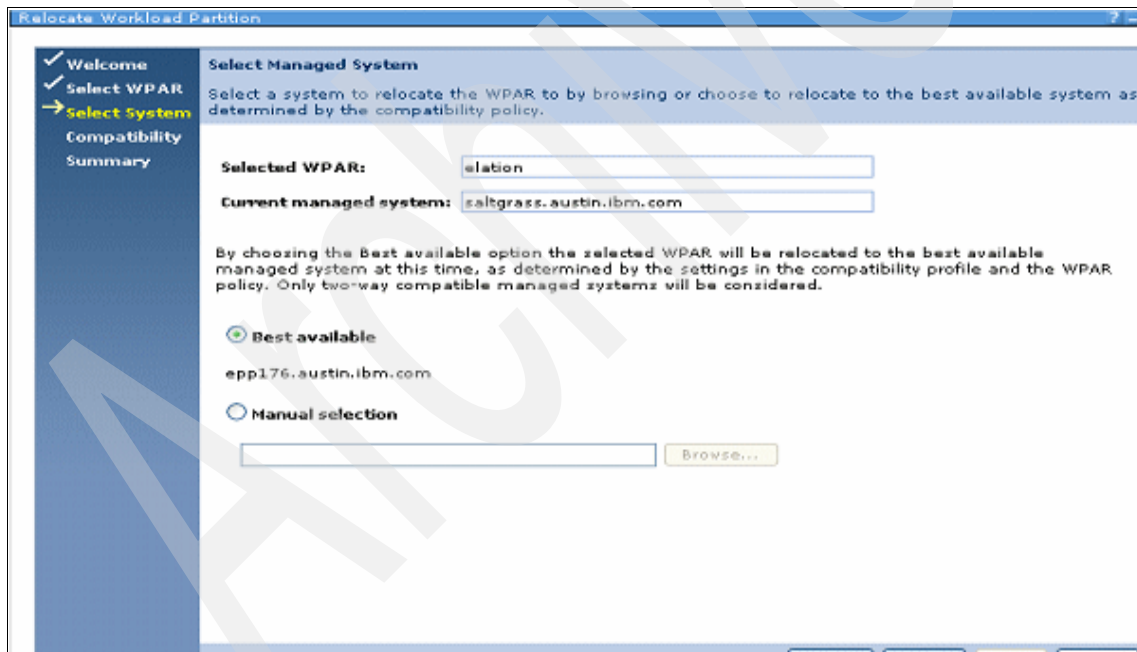 Relocate Workload Partition
Welcome
Select WPAR
Select System
Compatibility
Summary
Select Managed System
Select a system to relocate the WPAR to by browsing or choose to relocate to the best available system as
determined by the compatibility policy.
Selected WPAR: elation
Current managed system: saltgrass.austin.ibm.com
By choosing the Best available option the selected WPAR will be relocated to the best available
managed system at this time, as determined by the settings in the compatibility profile and the WPAR
policy. Only two-way compatible managed systems will be considered.
Best available
epp176.austin.ibm.com
Manual selection
Browse...